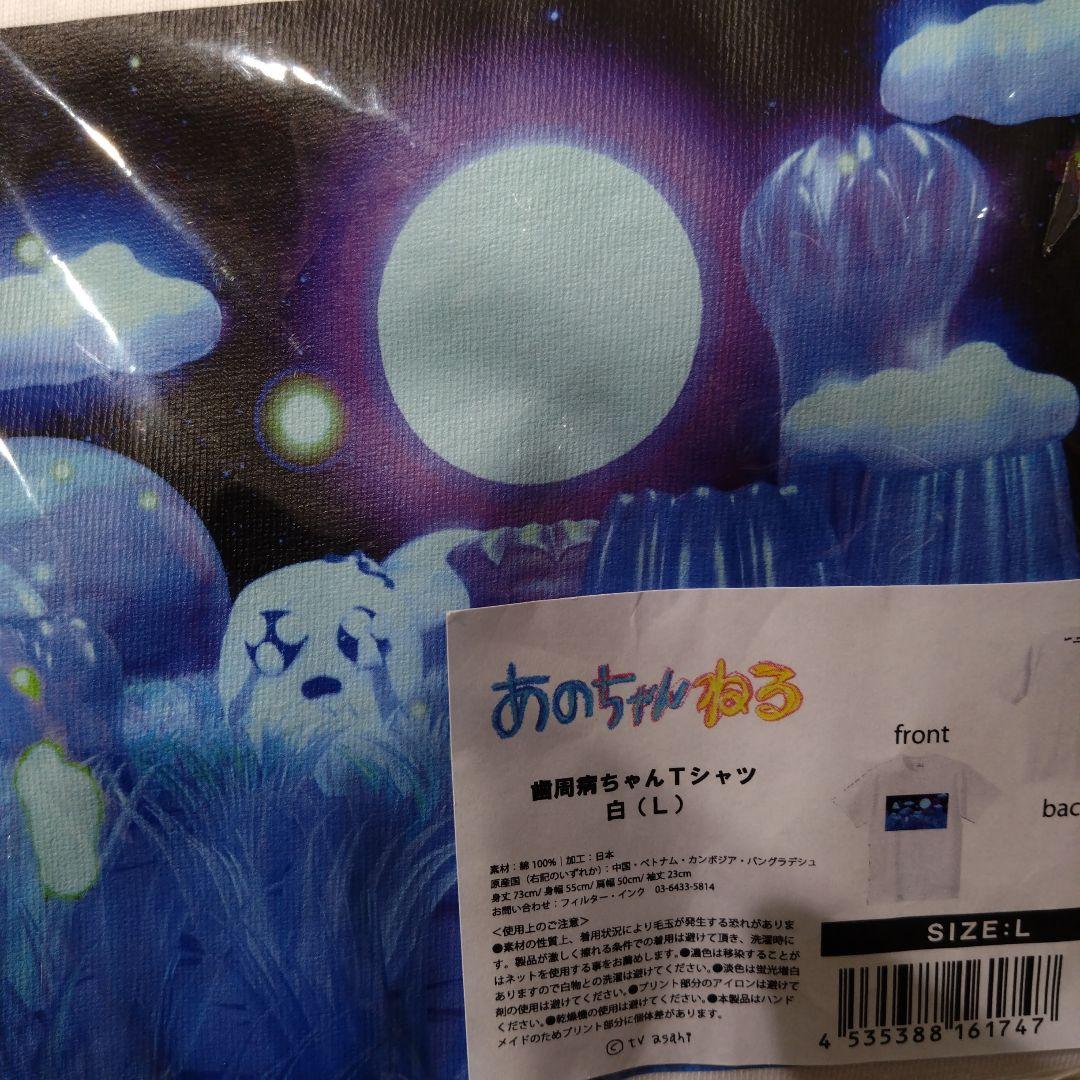 あのちゃんねる
歯周病ちゃんTシャツ
白（L）
素材：綿 100%｜加工：日本
原産国（右記のいずれか）：中国・ベトナム・カンボジア・バングラデシュ
身丈 73cm/ 身幅 55cm/ 肩幅 50cm/ 袖丈 23cm
お問い合わせ：フィルター・インク　03-6433-5814
＜使用上のご注意＞
●素材の性質上、着用状況により毛玉が発生する恐れがありま
す。製品が激しく擦れる条件での着用は避けて頂き、洗濯時に
はネットを使用する事をお薦めします。●濃色は移染することが
ありますので白物との洗濯は避けてください。●淡色は蛍光増白
剤の使用は避けてください。●プリント部分のアイロンは避けて
ください。●乾燥機の使用は避けてください。●本製品はハンド
メイドのためプリント部分に個体差があります。
©tv asahi
front
bac
SIZE:L
4 535388 161747